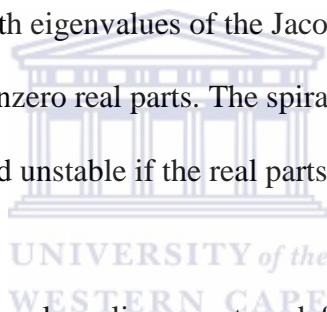 th eigenvalues of the Jaco
nzero real parts. The spira
d unstable if the real parts
UNIVERSITY of the
WESTERN CAPE